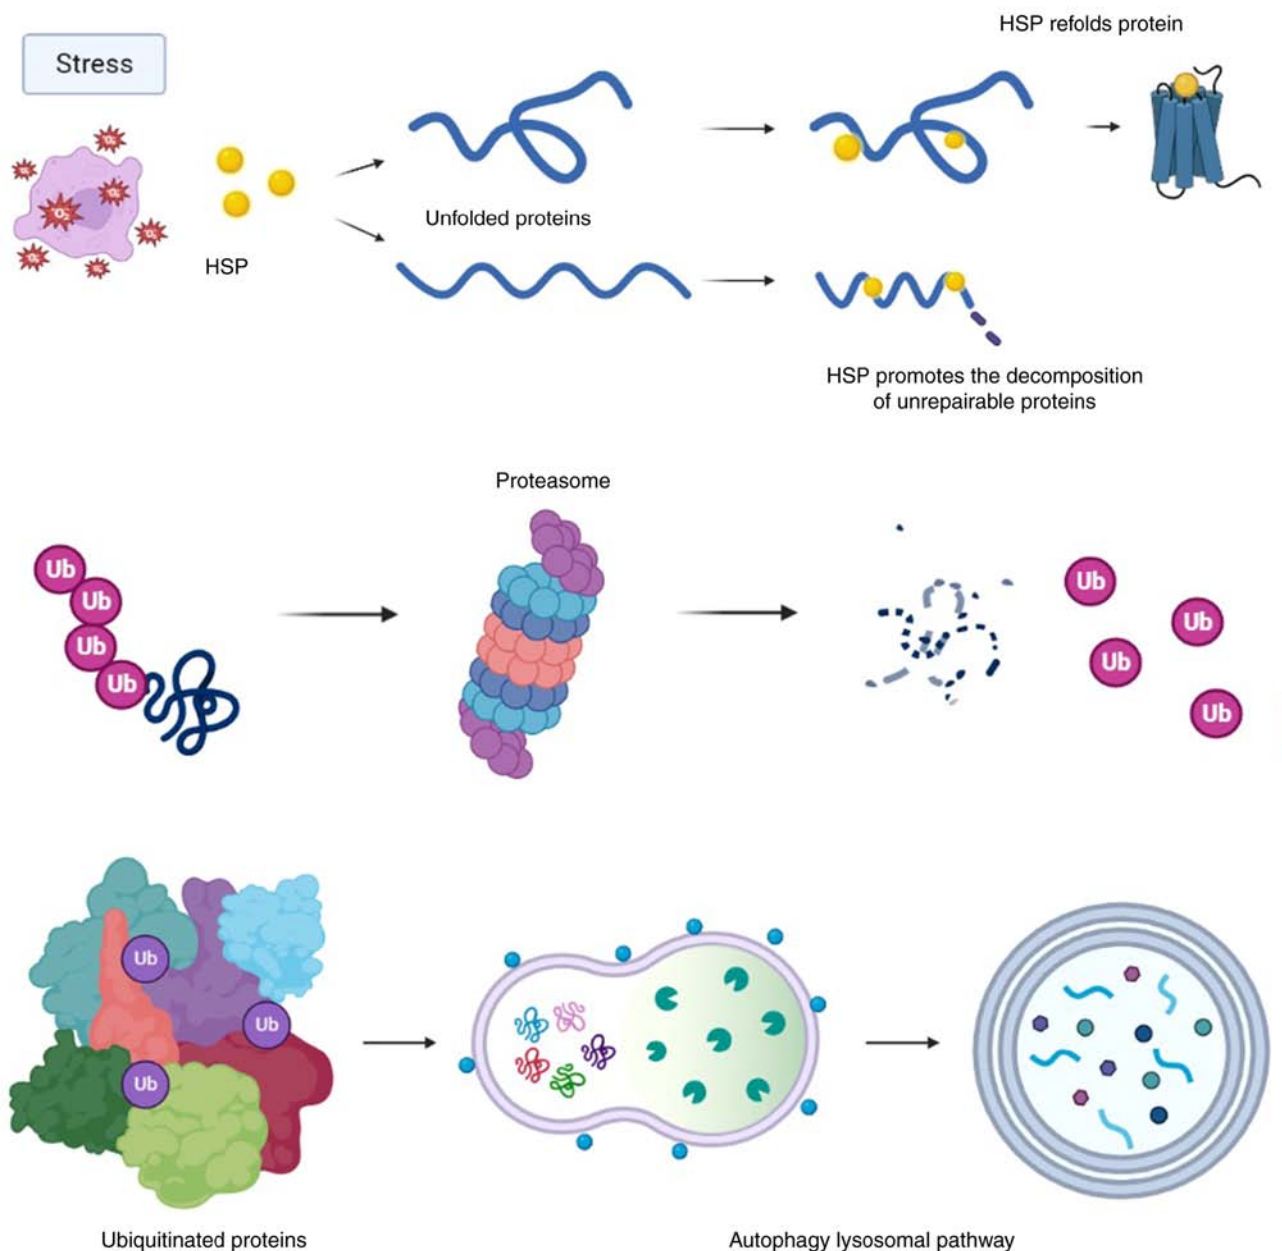 HSP refolds protein
Stress
Unfolded proteins
HSP
HSP promotes the decomposition
of unrepairable proteins
Proteasome
Ub
Ub
Ub
Ub
Ub
Ub
Ub
Ub
Ub
Ub
Ub
Ubiquitinated proteins
Autophagy lysosomal pathway